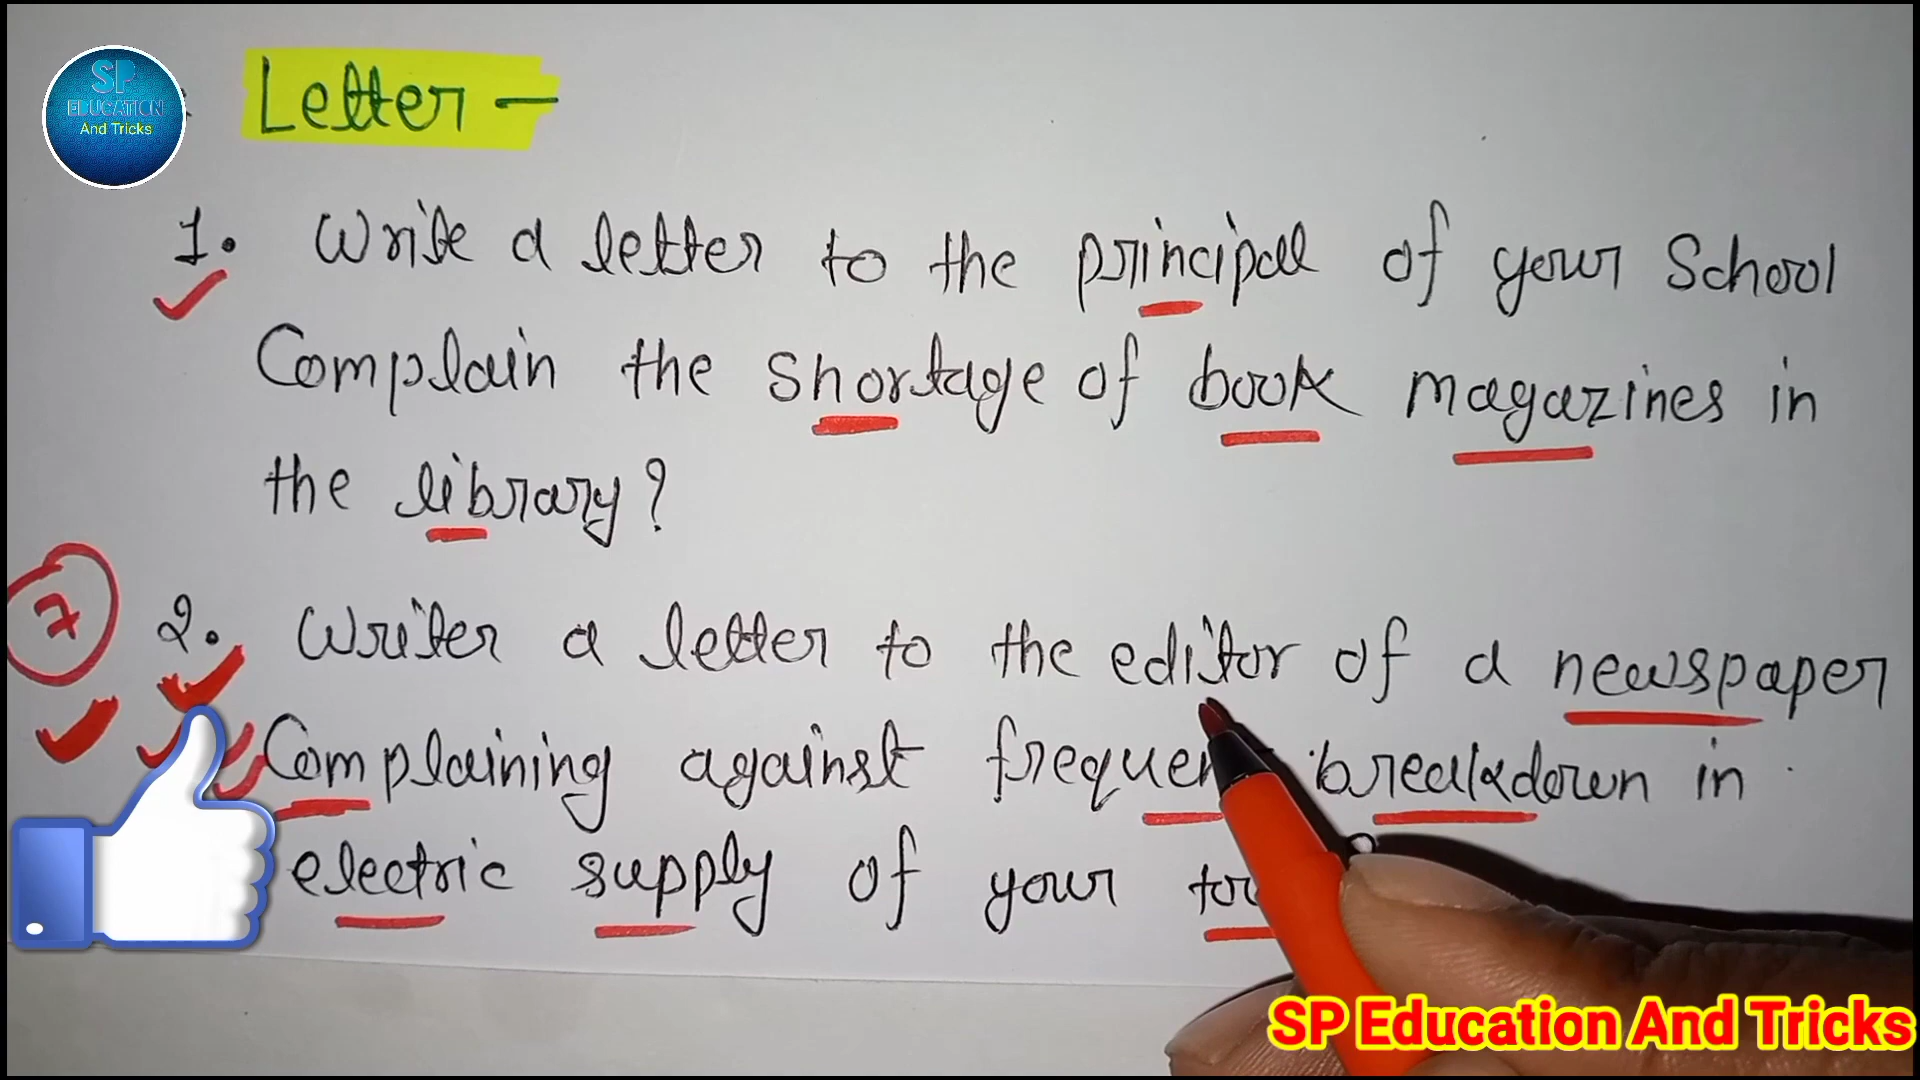 SP
EDUCATION
And Tricks
Letter -
1. Write a letter to the principal of your School
Complain the shortage of book magazines in
the library?
7
2. Writer a letter to the editor of a newspaper
Complaining against frequent breakdown in
electric supply of your
SP Education And Tricks